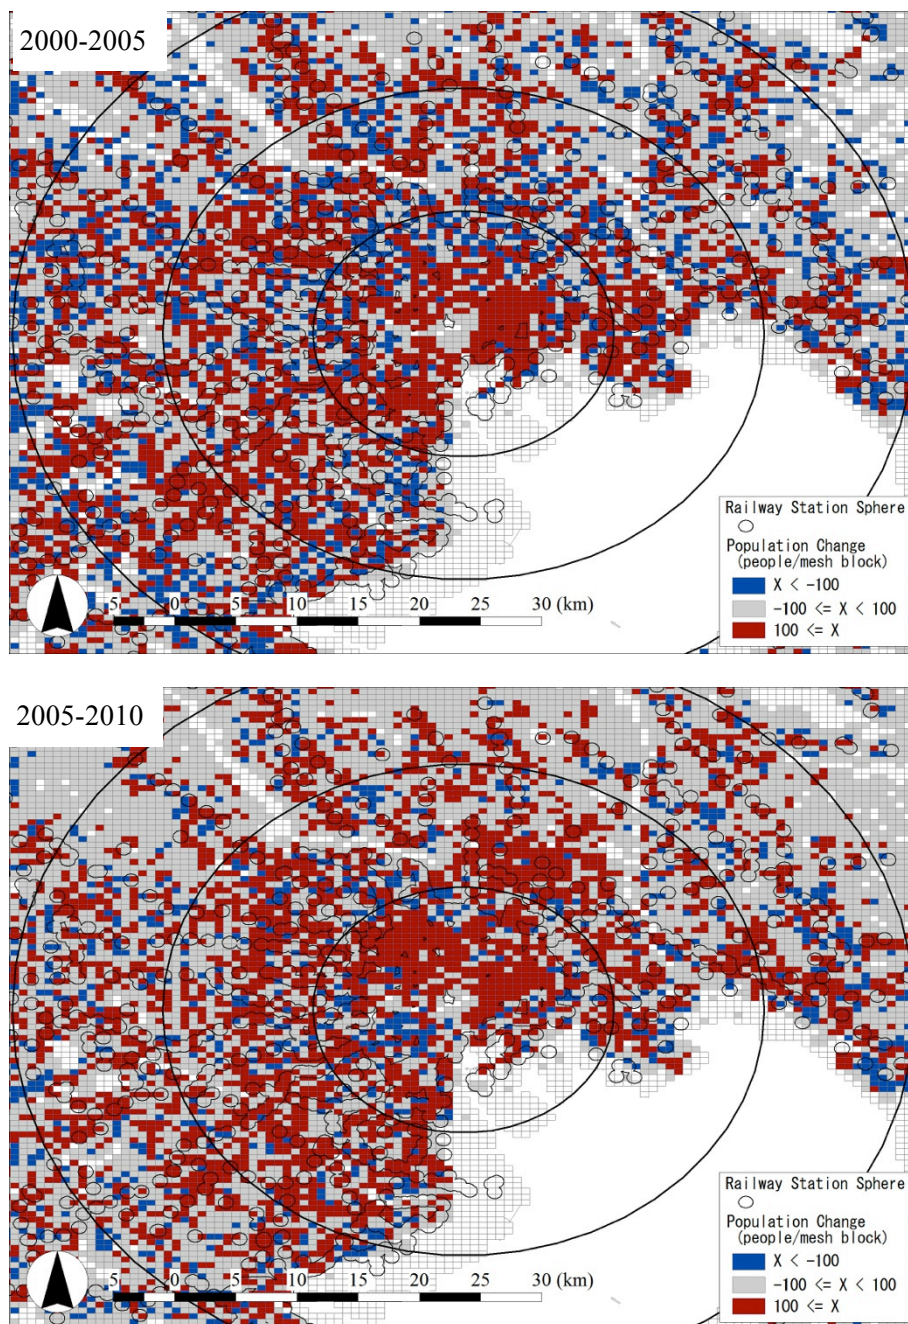 2000-2005
Railway Station Sphere
Population Change
(people/mesh block)
X < -100
-100 <= X < 100
100 <= X
5 0 5 10 15 20 25 30 (km)
2005-2010
Railway Station Sphere
Population Change
(people/mesh block)
X < -100
-100 <= X < 100
100 <= X
5 0 5 10 15 20 25 30 (km)